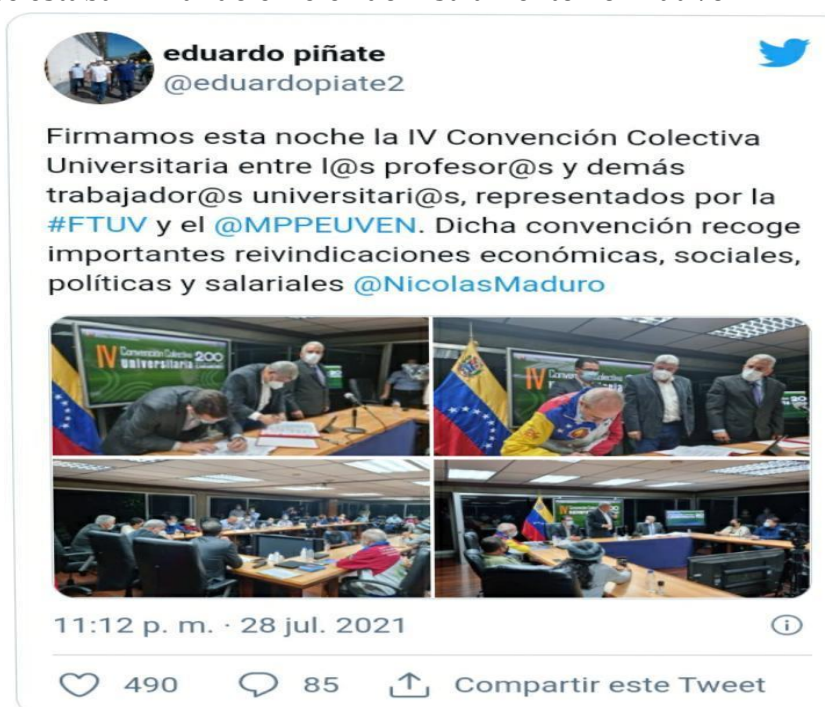 eduardo piñate
@eduardopiate2
Firmamos esta noche la IV Convención Colectiva
Universitaria entre l@s profesor@s y demás
trabajador@s universitari@s, representados por la
#FTUV y el @MPPEUVEN. Dicha convención recoge
importantes reivindicaciones económicas, sociales,
políticas y salariales @NicolasMaduro
IV Convención Colectiva 200
universitaria
IV
11:12 p. m. · 28 jul. 2021
490 85 Compartir este Tweet